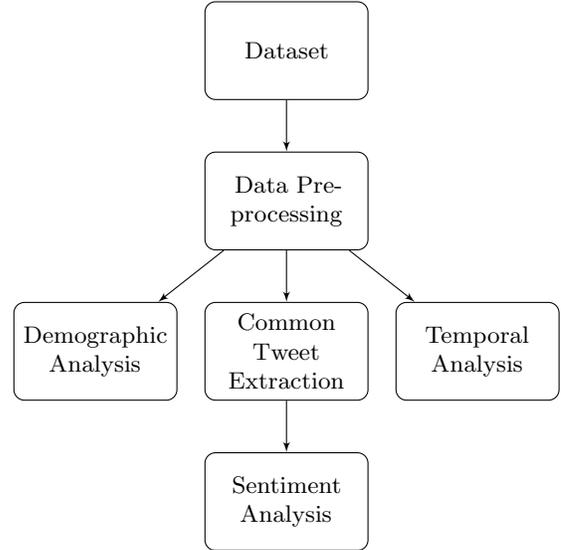 Dataset
Data Pre-
processing
Demographic
Analysis
Common
Tweet
Extraction
Temporal
Analysis
Sentiment
Analysis